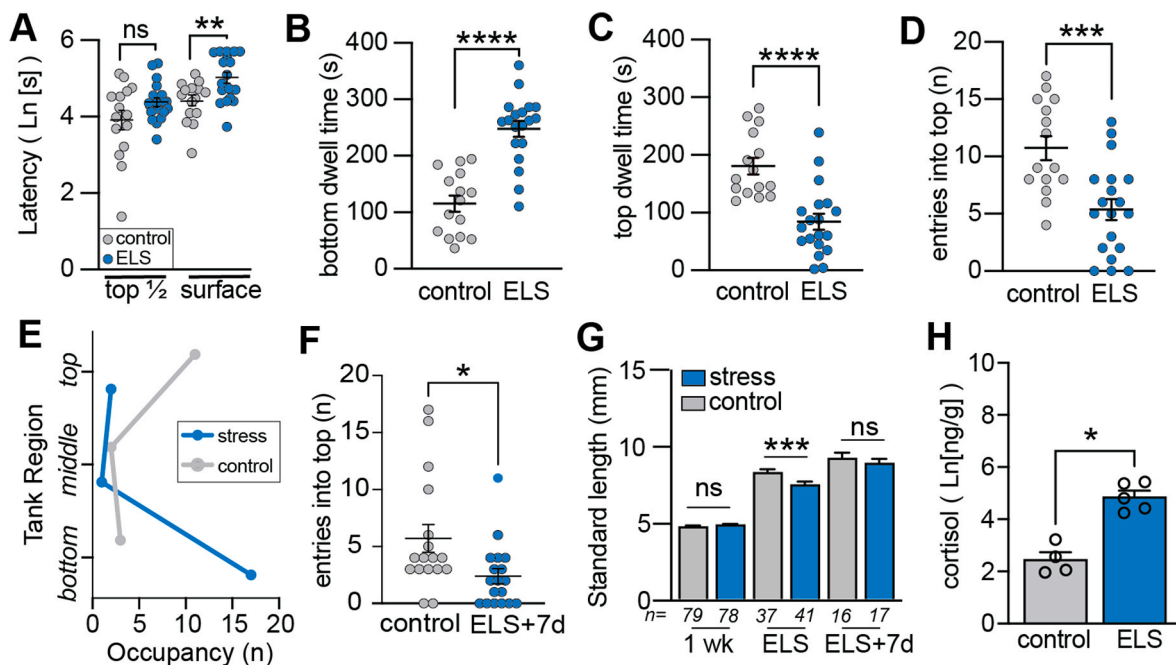 A
Latency ( Ln [s] )
6
4
2
0
ns
**
control
ELS
top ½
surface
B
bottom dwell time (s)
400
300
200
100
0
****
control ELS
C
top dwell time (s)
400
300
200
100
0
****
control ELS
D
entries into top (n)
20
15
10
5
0
***
control ELS
E
Tank Region
top
middle
bottom
stress
control
0 5 10 15 20
Occupancy (n)
F
entries into top (n)
20
15
10
5
0
*
control ELS+7d
G
Standard length (mm)
15
10
5
0
stress
control
ns
***
ns
n= 79 78 37 41 16 17
1 wk ELS ELS+7d
H
cortisol ( Ln[ng/g] )
8
6
4
2
0
*
control ELS